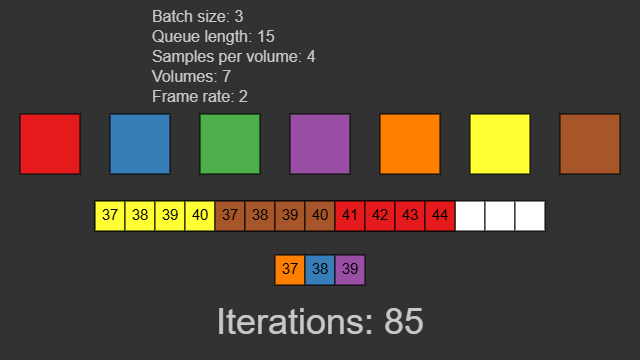 Batch size: 3
Queue length: 15
Samples per volume: 4
Volumes: 7
Frame rate: 2
37 38 39 40 37 38 39 40 41 42 43 44
37 38 39
Iterations: 85